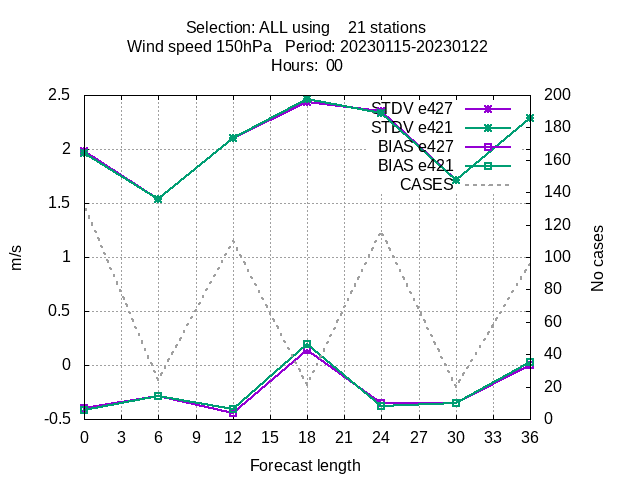 Selection: ALL using    21 stations
Wind speed 150hPa   Period: 20230115-20230122
Hours:  00
STDV e427
STDV e421
BIAS e427
BIAS e421
CASES
2.5
2
1.5
1
0.5
0
-0.5
m/s
200
180
160
140
120
100
80
60
40
20
0
No cases
0 3 6 9 12 15 18 21 24 27 30 33 36
Forecast length